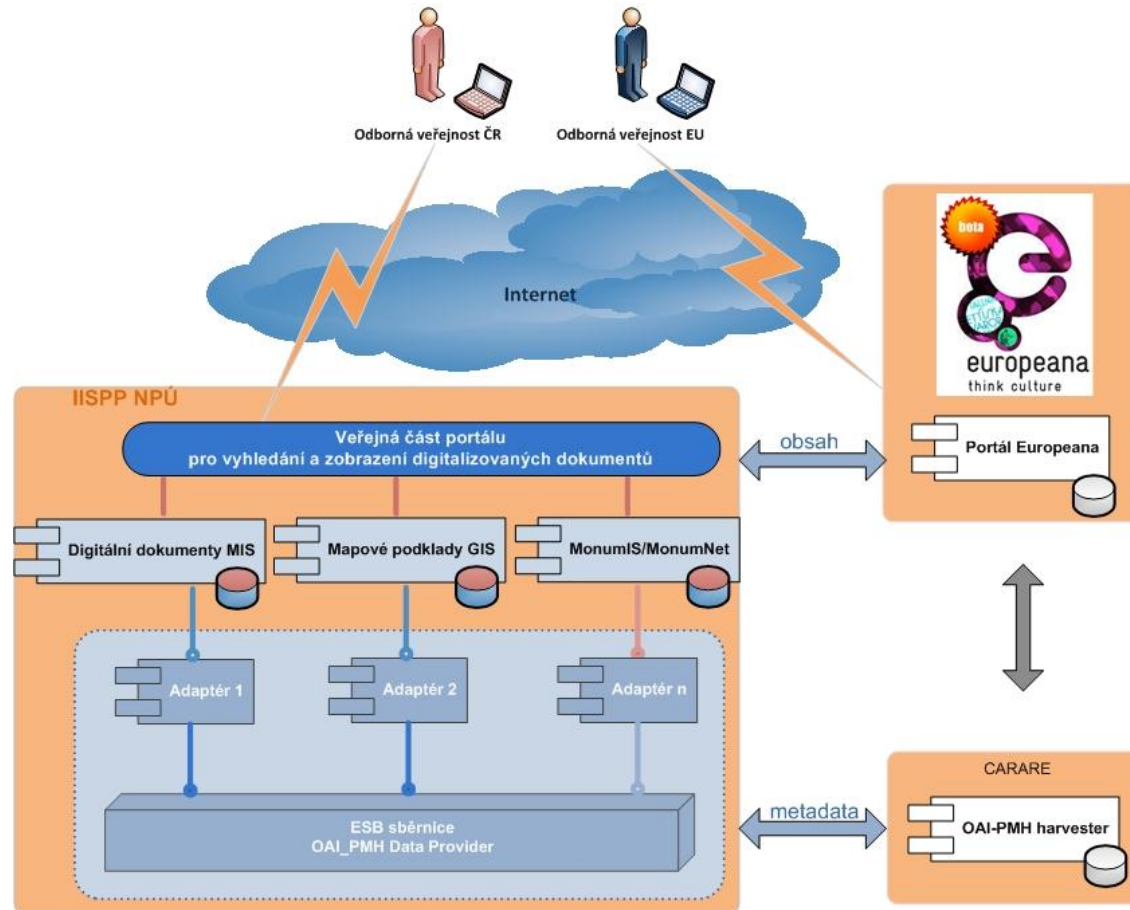 Odborná veřejnost ČR
Odborná veřejnost EU
Internet
beta
europeana
think culture
Portál Europeana
IISPP NPÚ
Veřejná část portálu
pro vyhledání a zobrazení digitalizovaných dokumentů
obsah
Digitální dokumenty MIS
Mapové podklady GIS
MonumIS/MonumNet
Adaptér 1
Adaptér 2
Adaptér n
ESB sběrnice
OAI_PMH Data Provider
metadata
CARARE
OAI-PMH harvester